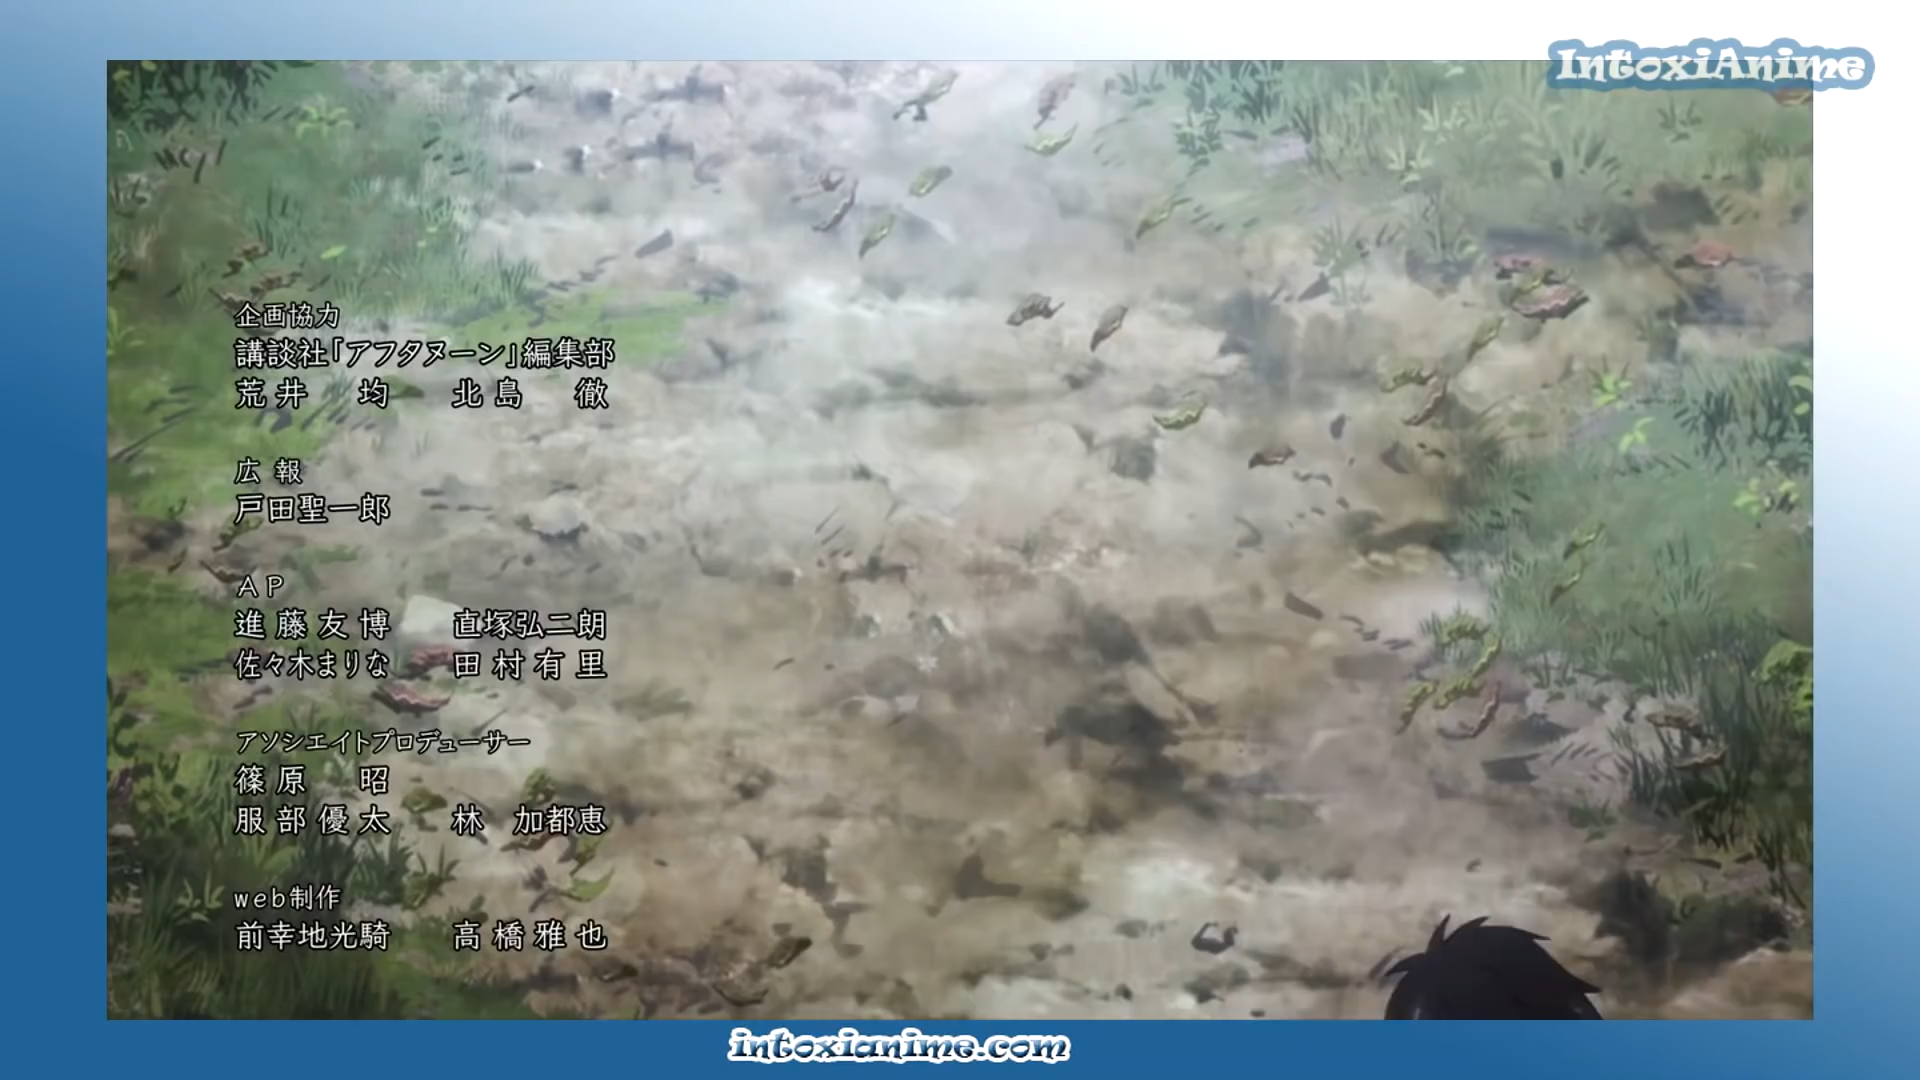 IntoxiAnime
企画協力
講談社「アフタヌーン」編集部
荒井 均 北島 徹
広報
戸田聖一郎
AP
進藤友博 直塚弘二朗
佐々木まりな 田村有里
アソシエイトプロデューサー
篠原 昭
服部優太 林 加都恵
web制作
前幸地光騎 高橋雅也
intoxianime.com